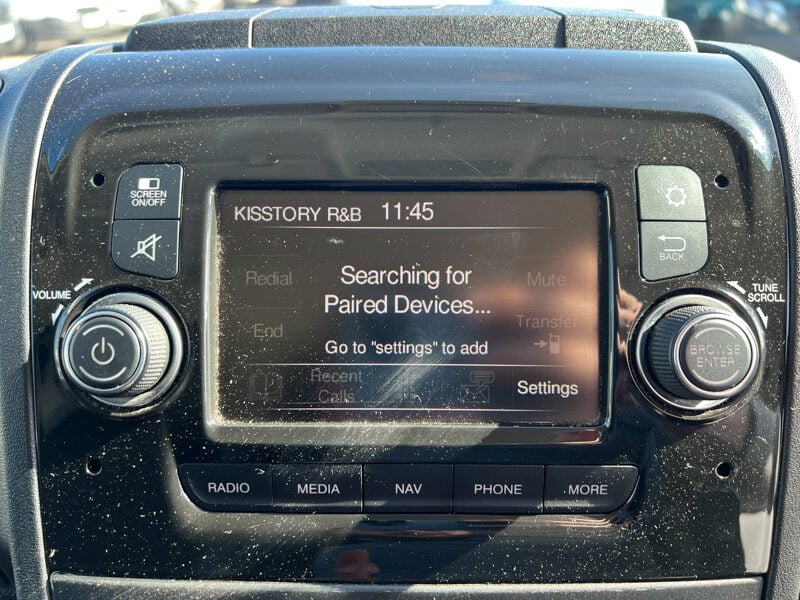 SCREEN
ON/OFF
KISSTORY R&B 11:45
BACK
VOLUME
TUNE
SCROLL
Redial
Searching for
Paired Devices...
Mute
End
Transfer
Go to "settings" to add
BROWSE
ENTER
Recent
Calls
Settings
RADIO
MEDIA
NAV
PHONE
MORE